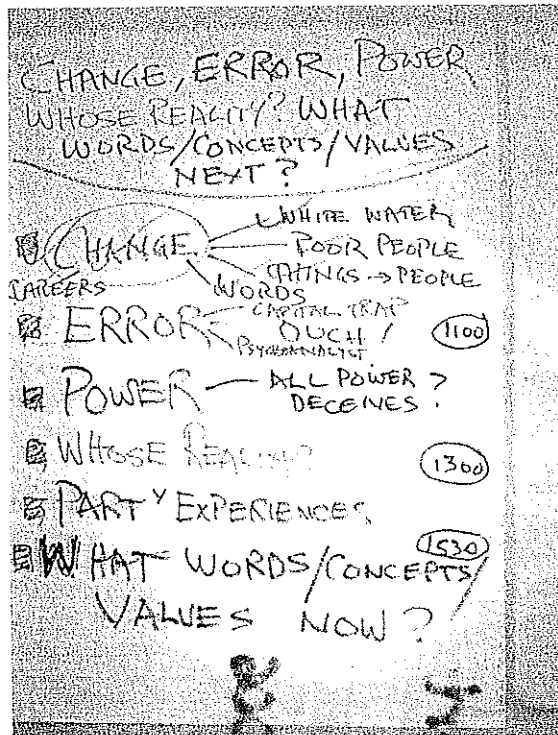 CHANGE, ERROR, POWER
WHOSE REALITY? WHAT
WORDS/CONCEPTS/VALUES
NEXT?
CHANGE
WHITE WATER
POOR PEOPLE
THINGS → PEOPLE
WORDS
CAREERS
ERROR
CAPITAL TRAP
OUCH!
PSYCHOANALYST
1100
POWER — ALL POWER
DECEIVES?
WHOSE REALITY?
1300
PARTY EXPERIENCES
1530
WHAT WORDS/CONCEPTS/
VALUES NOW?